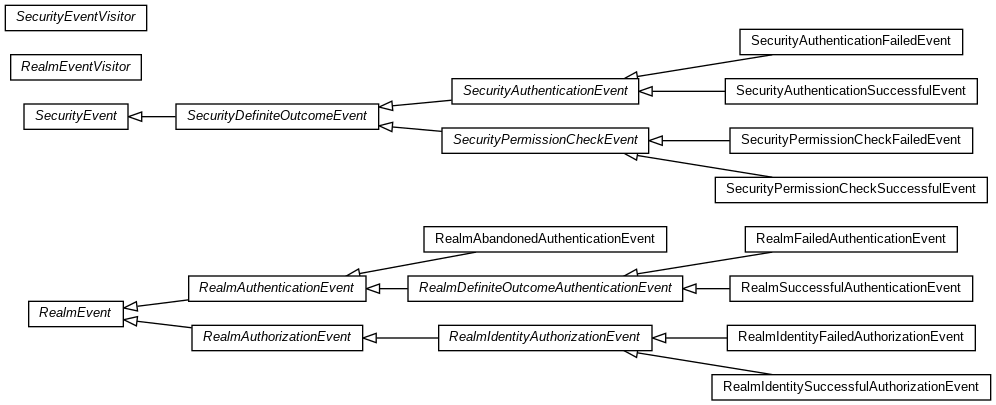 SecurityEventVisitor
RealmEventVisitor
SecurityEvent
SecurityDefiniteOutcomeEvent
SecurityAuthenticationEvent
SecurityAuthenticationFailedEvent
SecurityAuthenticationSuccessfulEvent
SecurityPermissionCheckEvent
SecurityPermissionCheckFailedEvent
SecurityPermissionCheckSuccessfulEvent
RealmEvent
RealmAuthenticationEvent
RealmAbandonedAuthenticationEvent
RealmDefiniteOutcomeAuthenticationEvent
RealmFailedAuthenticationEvent
RealmSuccessfulAuthenticationEvent
RealmAuthorizationEvent
RealmIdentityAuthorizationEvent
RealmIdentityFailedAuthorizationEvent
RealmIdentitySuccessfulAuthorizationEvent